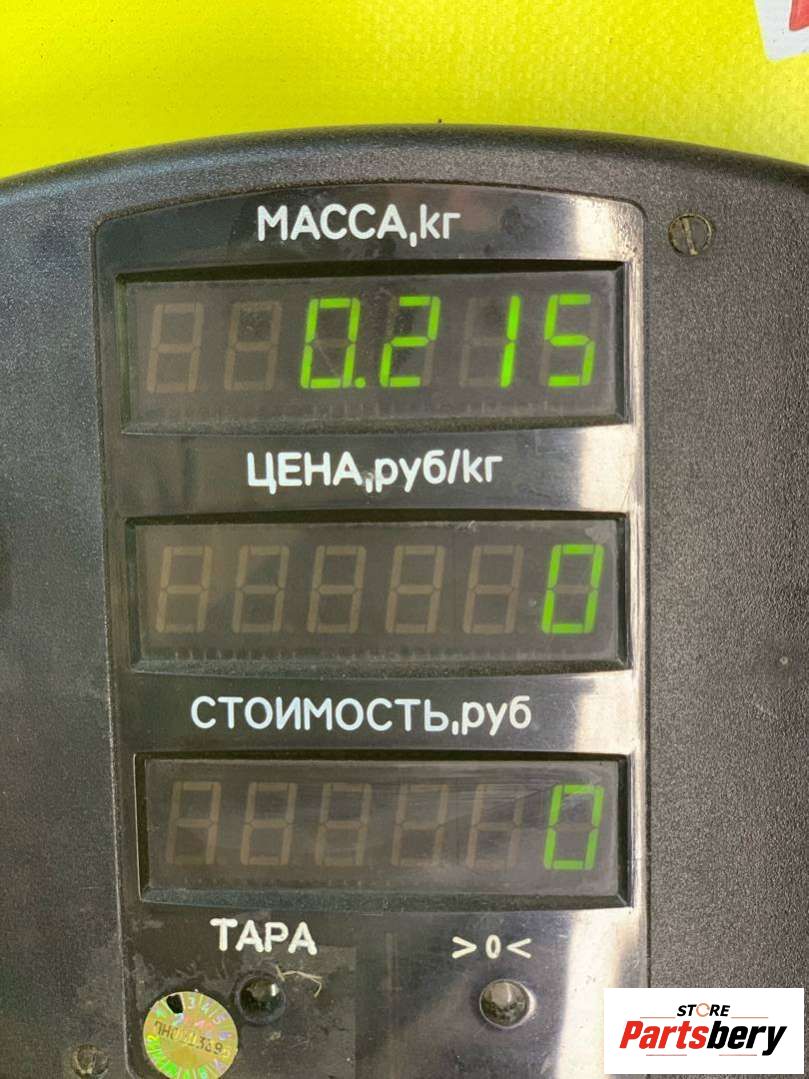 МАССА,кг
0.215
ЦЕНА,руб/кг
0
СТОИМОСТЬ,руб
0
ТАРА >0<
STORE
Partsbery